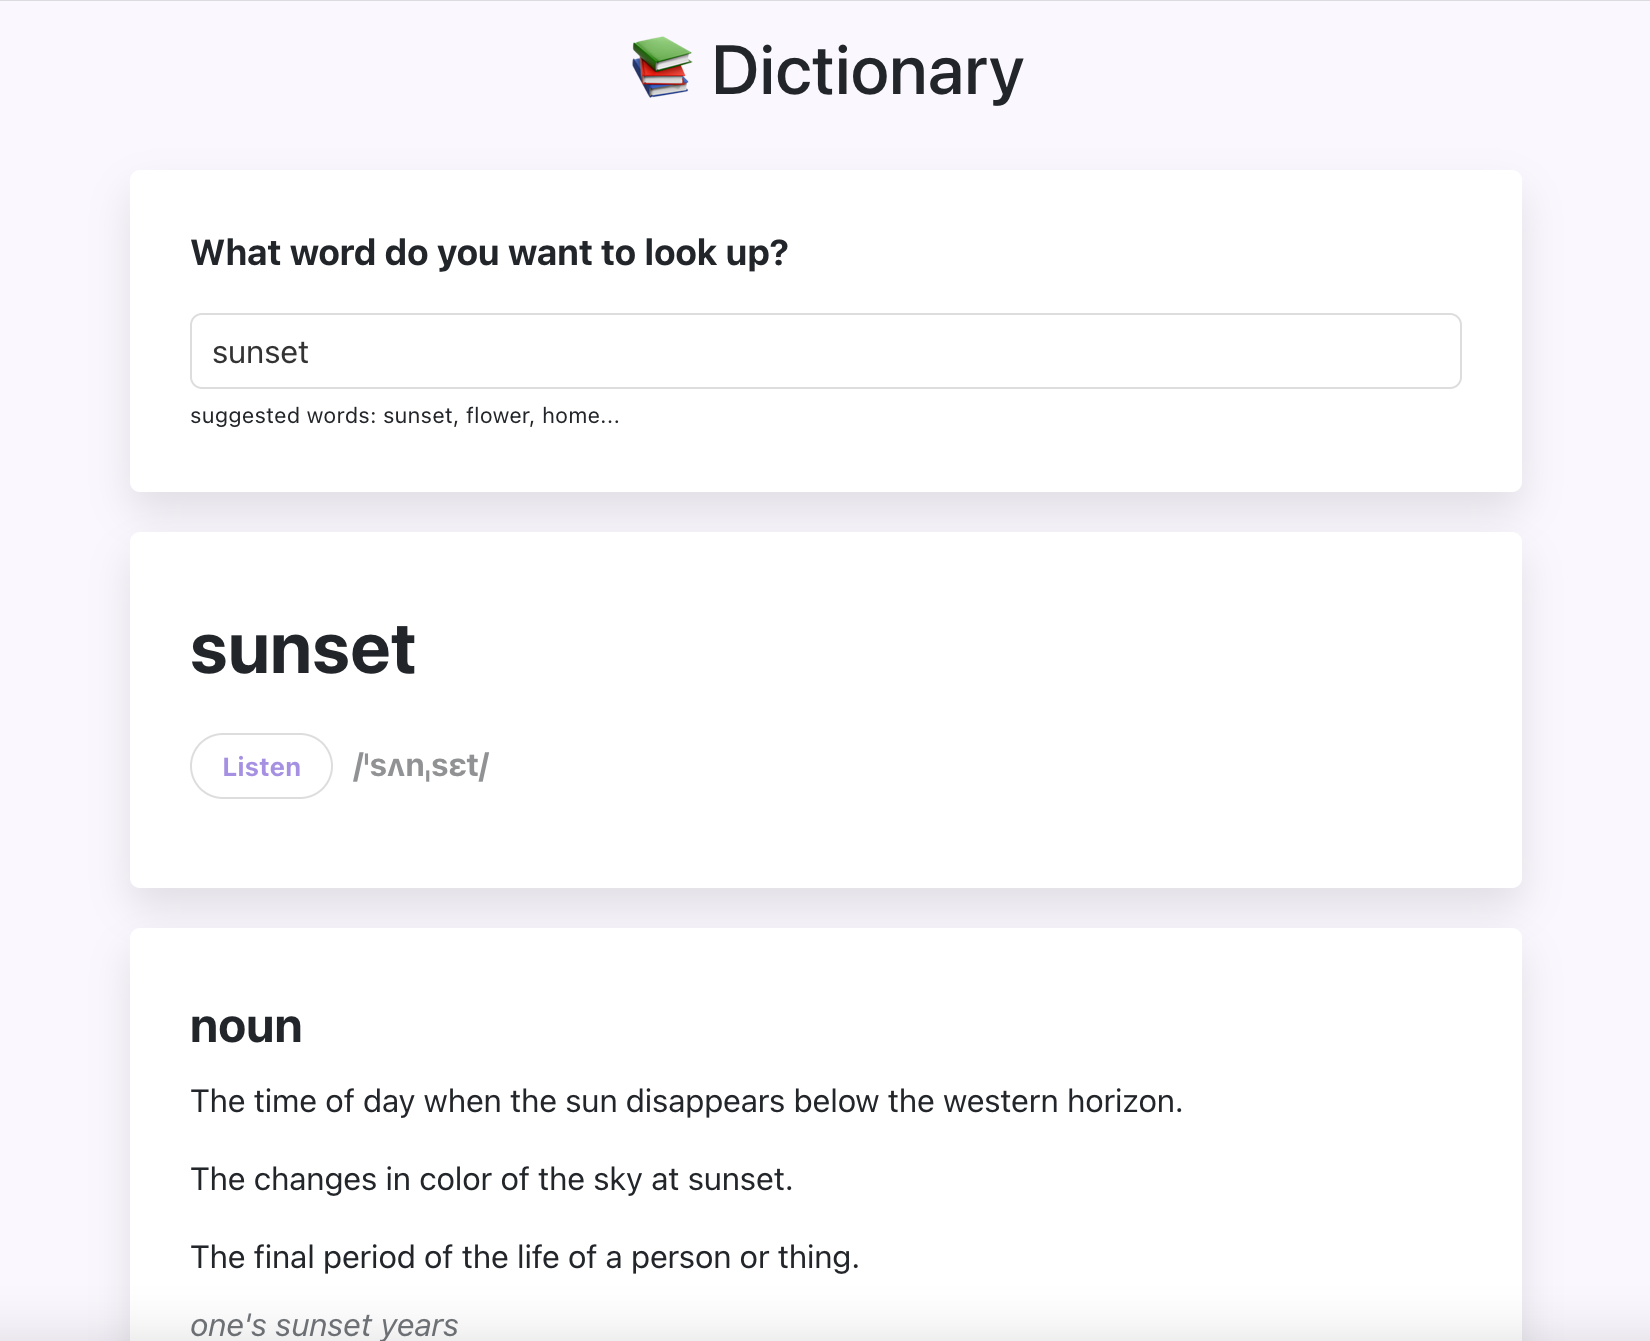 Dictionary
What word do you want to look up?
sunset
suggested words: sunset, flower, home...
sunset
Listen /ˈsʌnˌsɛt/
noun
The time of day when the sun disappears below the western horizon.
The changes in color of the sky at sunset.
The final period of the life of a person or thing.
one's sunset years